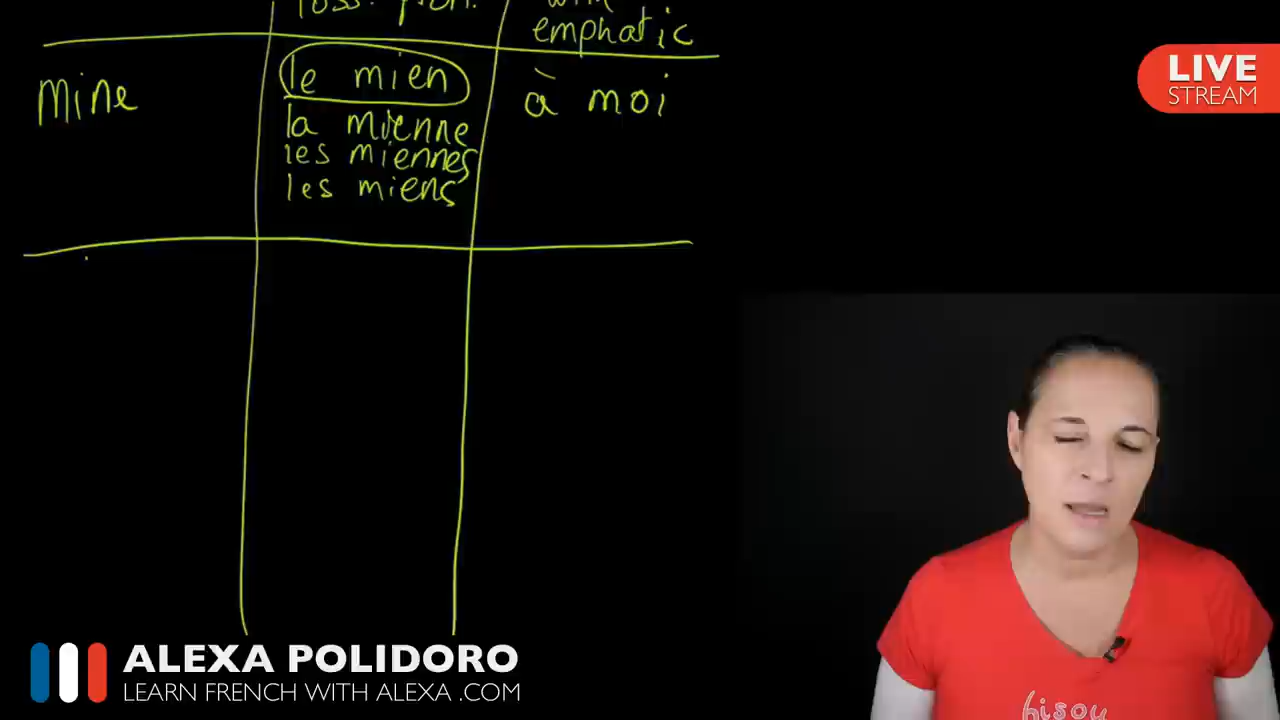 with
emphatic
mine
le mien
à moi
la mienne
les miennes
les miens
LIVE
STREAM
bisou
ALEXA POLIDORO
LEARN FRENCH WITH ALEXA .COM